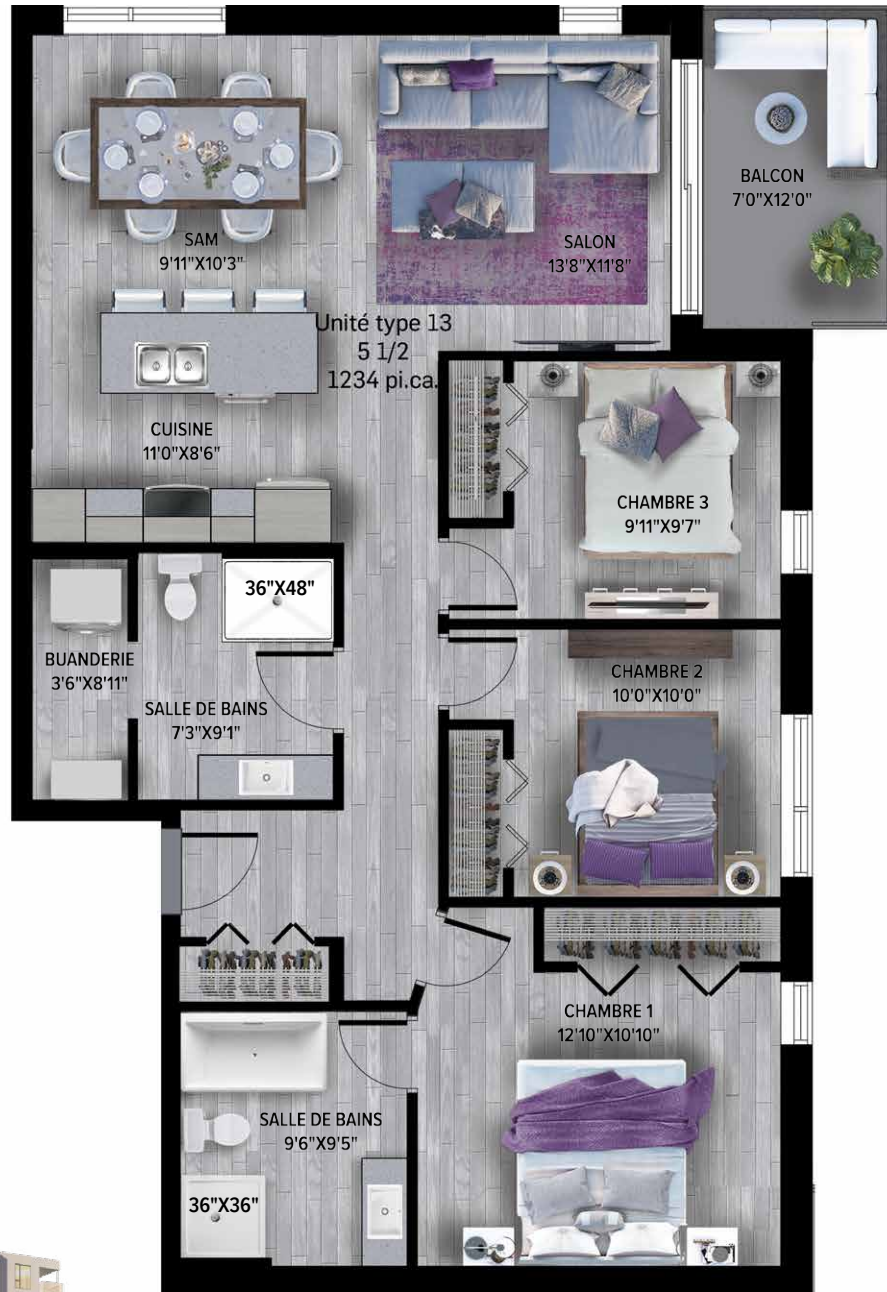 BALCON
7'0"X12'0"
SAM
9'11"X10'3"
SALON
13'8"X11'8"
Unité type 13
5 1/2
1234 pi.ca.
CUISINE
11'0"X8'6"
CHAMBRE 3
9'11"X9'7"
36"X48"
BUANDERIE
3'6"X8'11"
SALLE DE BAINS
7'3"X9'1"
CHAMBRE 2
10'0"X10'0"
CHAMBRE 1
12'10"X10'10"
SALLE DE BAINS
9'6"X9'5"
36"X36"